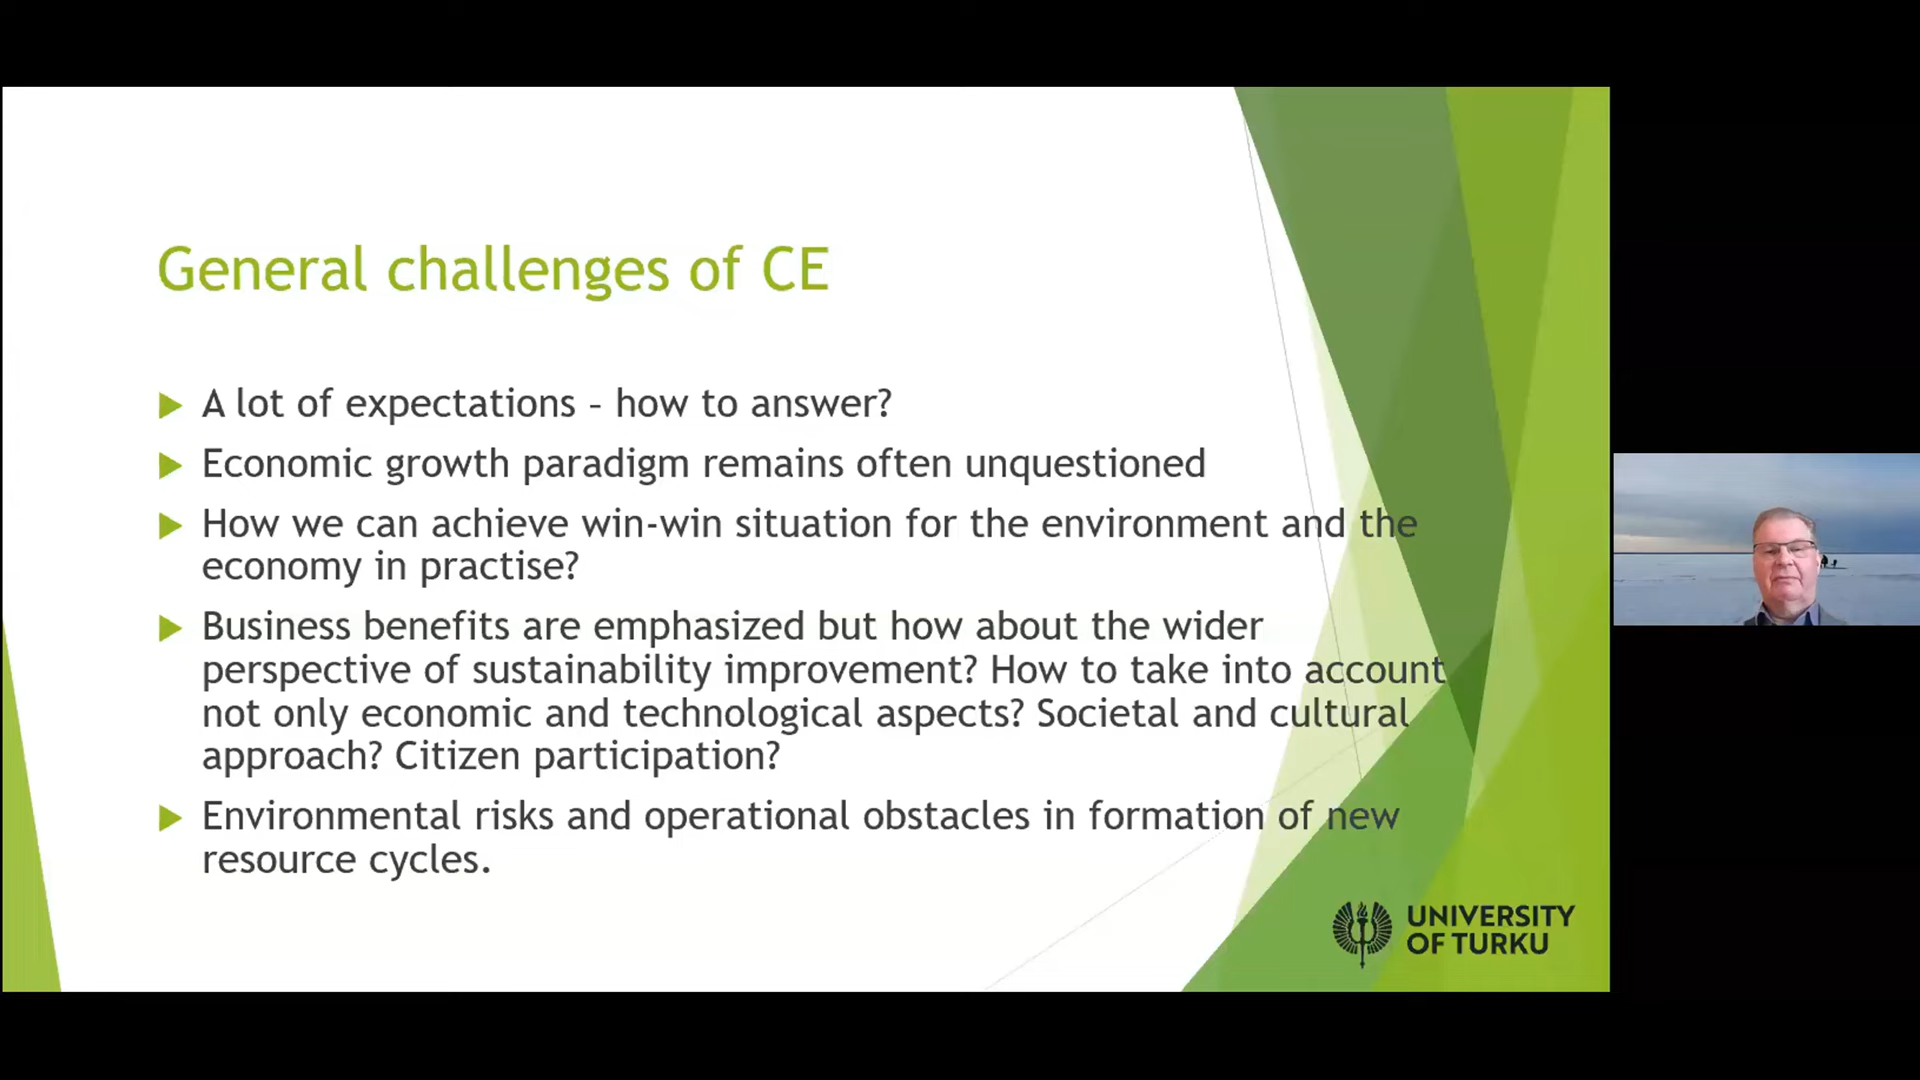 General challenges of CE
A lot of expectations – how to answer?
Economic growth paradigm remains often unquestioned
How we can achieve win-win situation for the environment and the
economy in practise?
Business benefits are emphasized but how about the wider
perspective of sustainability improvement? How to take into account
not only economic and technological aspects? Societal and cultural
approach? Citizen participation?
Environmental risks and operational obstacles in formation of new
resource cycles.
UNIVERSITY
OF TURKU